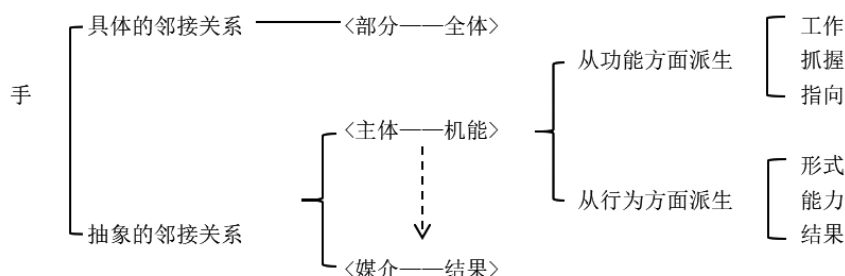 具体的邻接关系
<部分——全体>
工作
从功能方面派生
抓握
手
指向
<主体——机能>
形式
从行为方面派生
能力
抽象的邻接关系
结果
<媒介——结果>